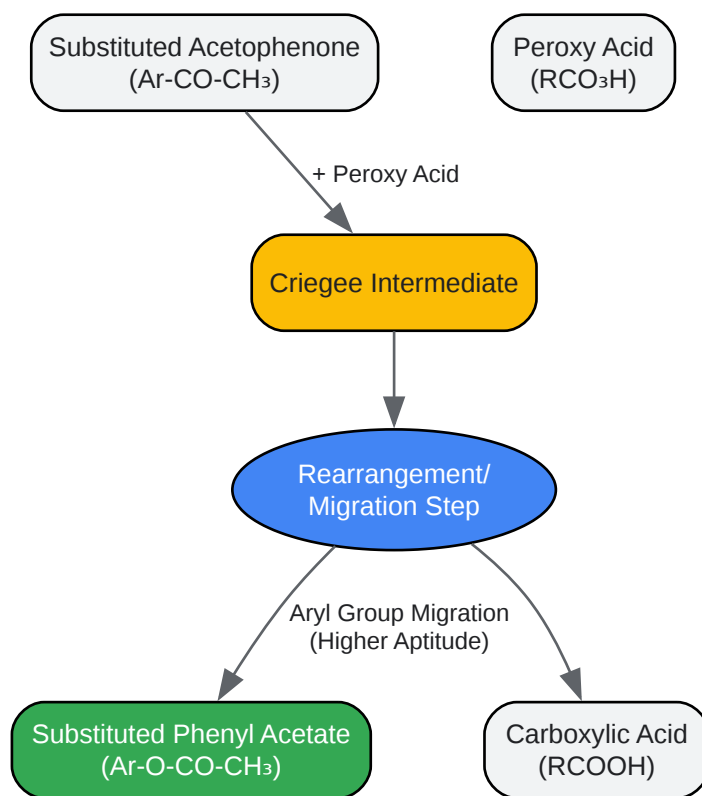 Substituted Acetophenone
(Ar-CO-CH₃)
Peroxy Acid
(RCO₃H)
+ Peroxy Acid
Criegee Intermediate
Rearrangement/
Migration Step
Aryl Group Migration
(Higher Aptitude)
Substituted Phenyl Acetate
(Ar-O-CO-CH₃)
Carboxylic Acid
(RCOOH)